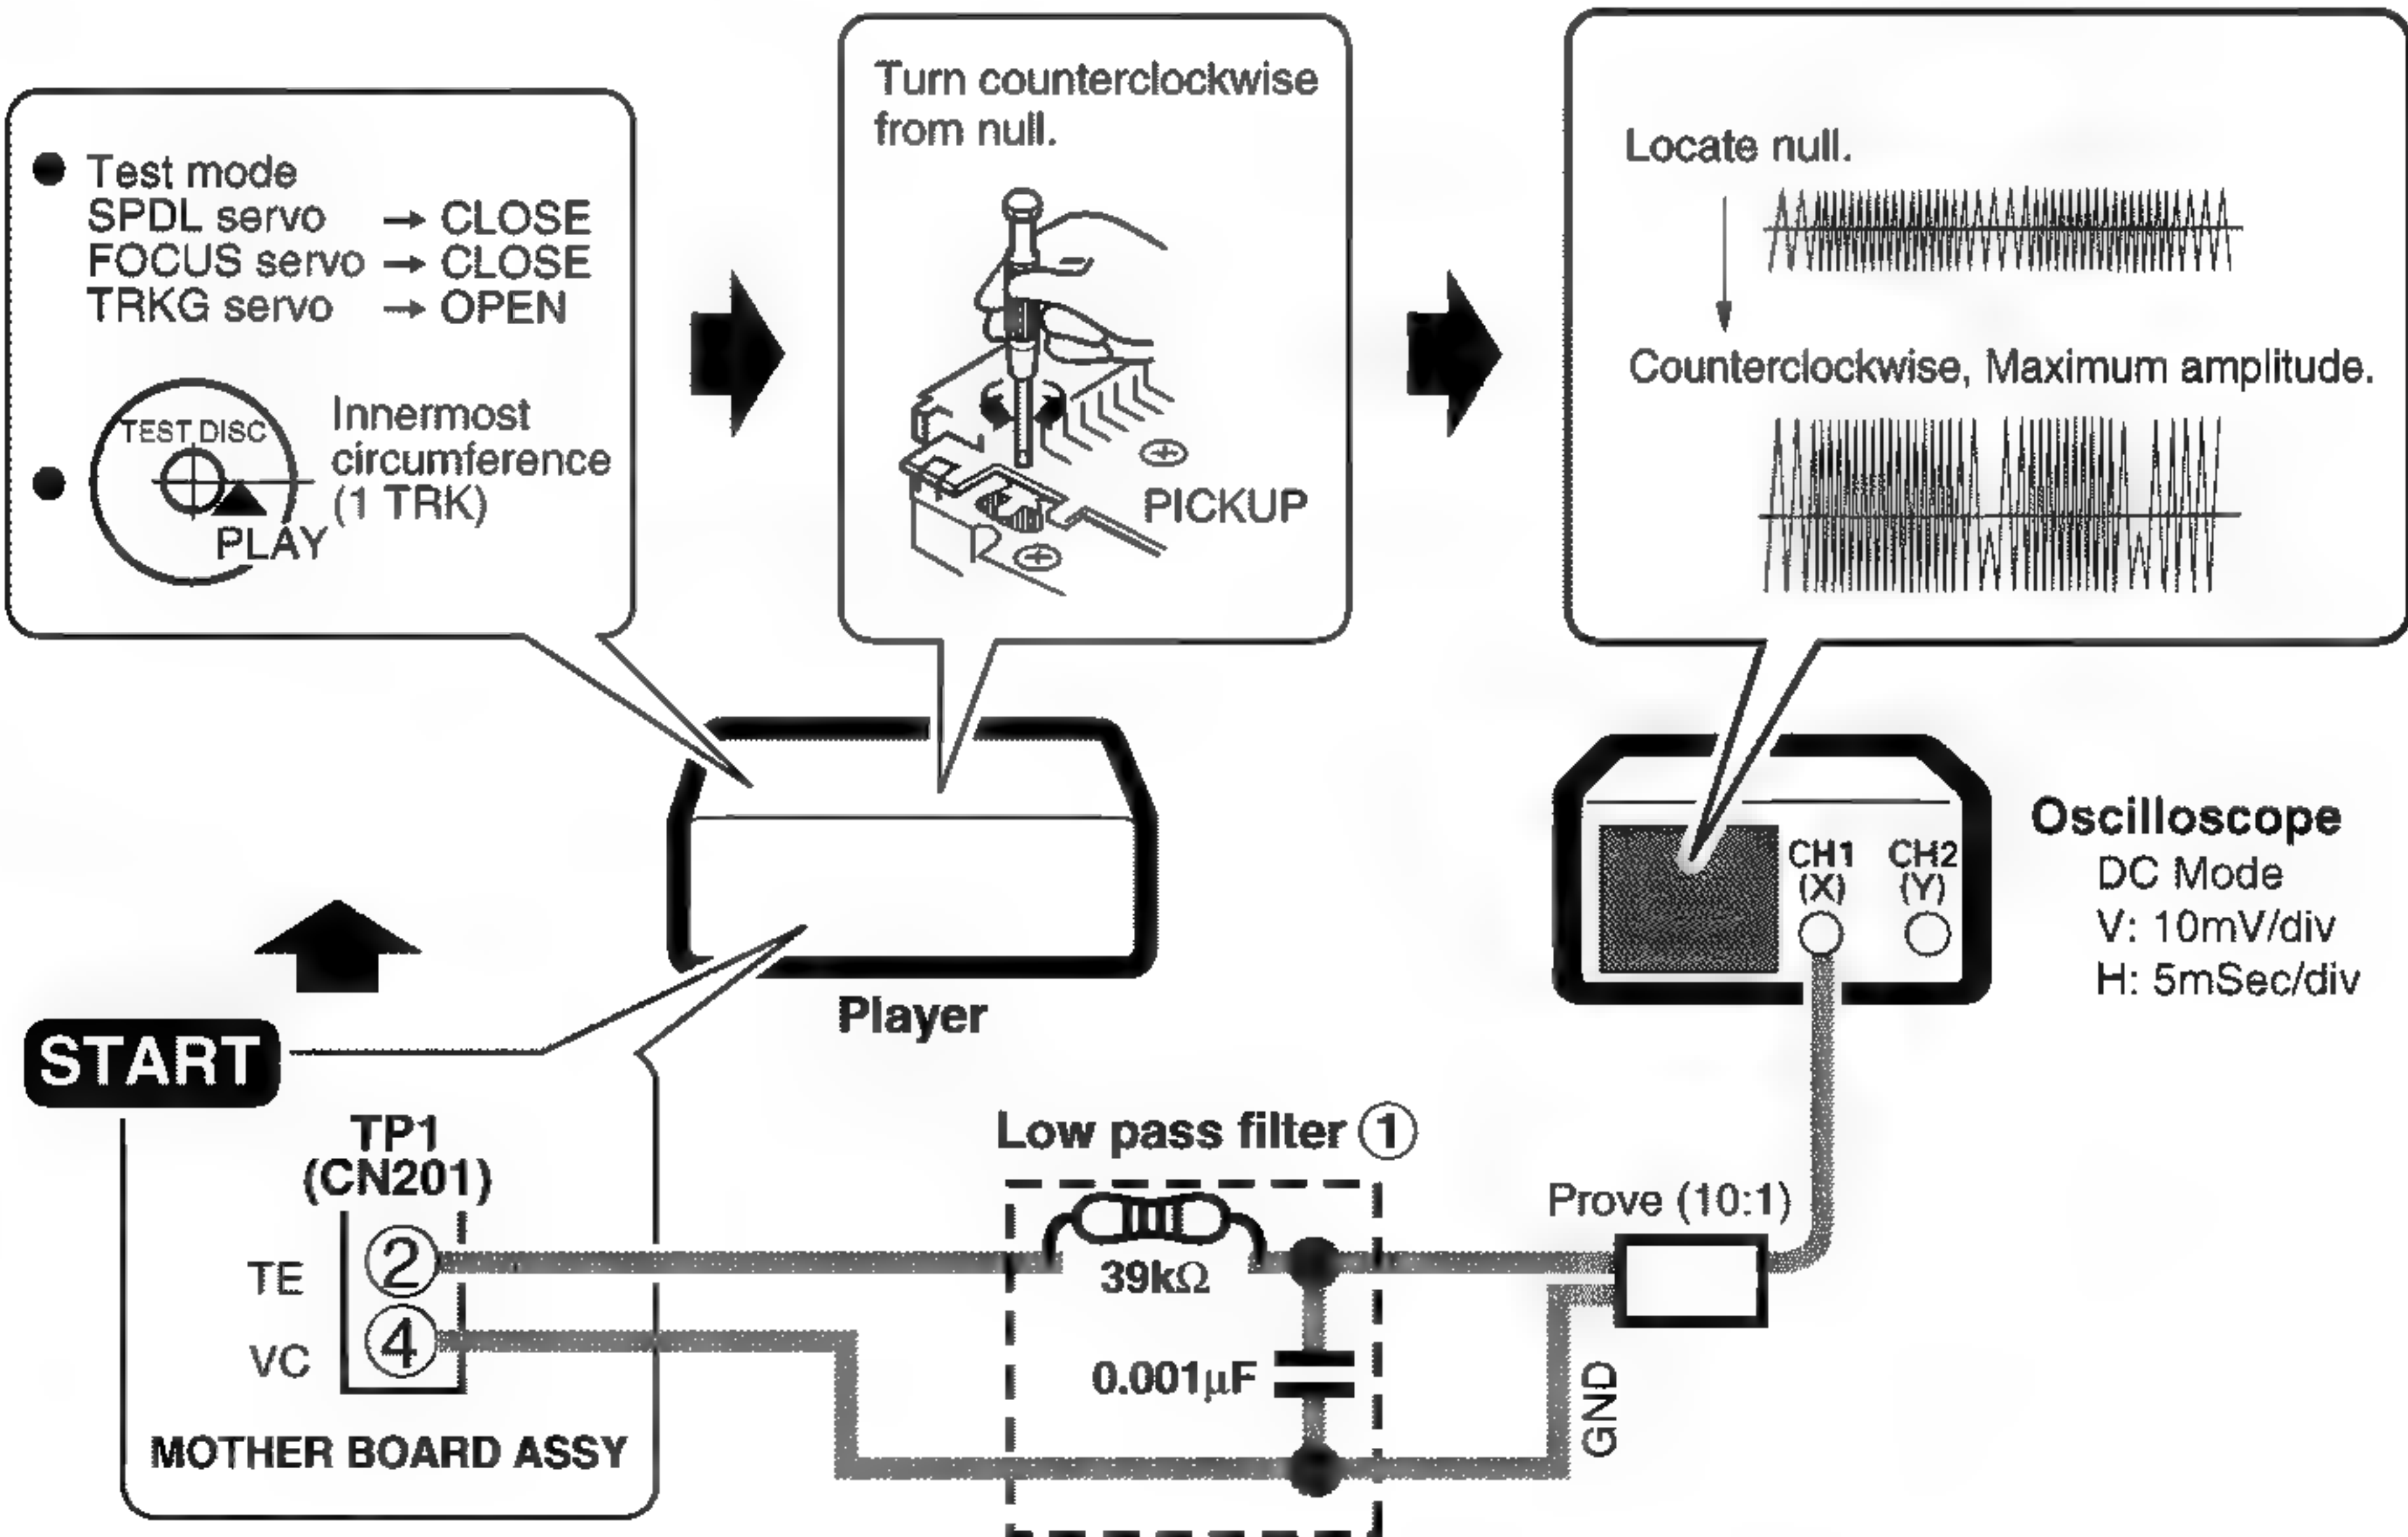 Test mode
SPDL servo → CLOSE
FOCUS servo → CLOSE
TRKG servo → OPEN
TEST DISC
PLAY
Innermost
circumference
(1 TRK)
Turn counterclockwise
from null.
PICKUP
Locate null.
Counterclockwise, Maximum amplitude.
Player
CH1
(X)
CH2
(Y)
Oscilloscope
DC Mode
V: 10mV/div
H: 5mSec/div
START
TP1
(CN201)
TE ②
VC ④
MOTHER BOARD ASSY
Low pass filter ①
39kΩ
0.001μF
Prove (10:1)
GND